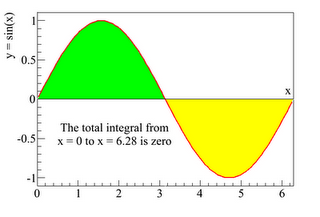 y = sin(x)
1
0.5
0
-0.5
-1
x
The total integral from
x = 0 to x = 6.28 is zero
0 1 2 3 4 5 6